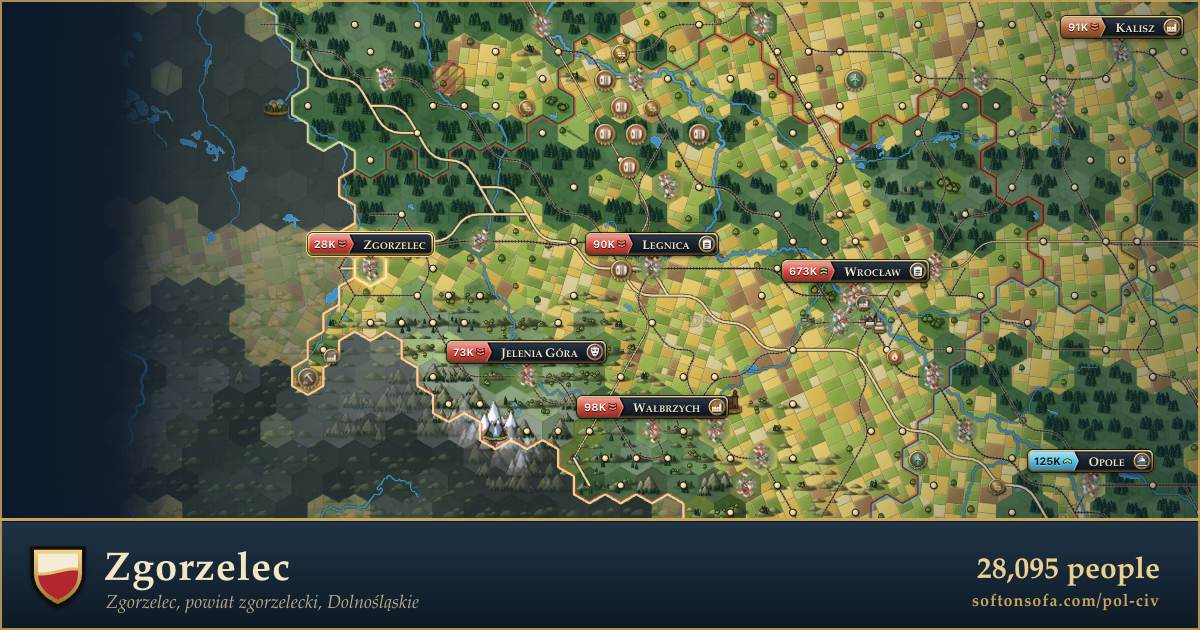 91K Kalisz
28K Zgorzelec
90K Legnica
673K Wrocław
73K Jelenia Góra
98K Wałbrzych
125K Opole
Zgorzelec
Zgorzelec, powiat zgorzelecki, Dolnośląskie
28,095 people
softonsofa.com/pol-civ